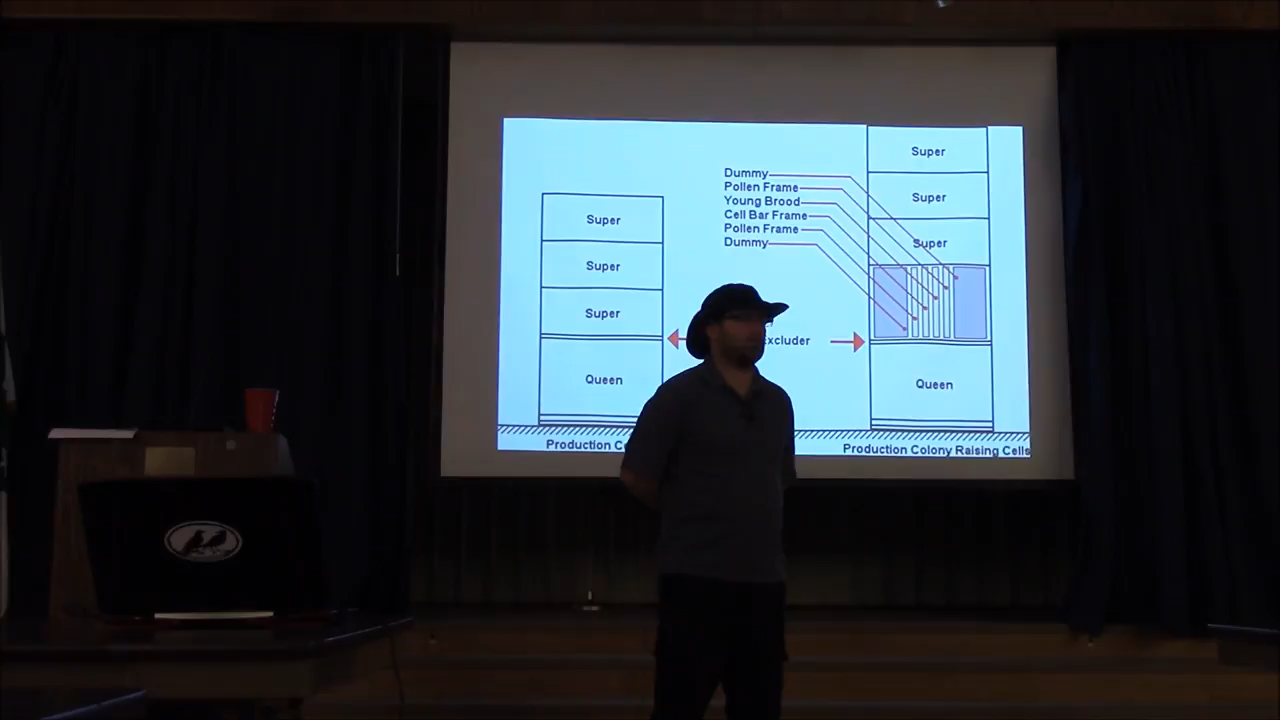 Super
Super
Super
Queen
Production
Dummy
Pollen Frame
Young Brood
Cell Bar Frame
Pollen Frame
Dummy
Super
Super
Super
Queen
Production Colony Raising Cells